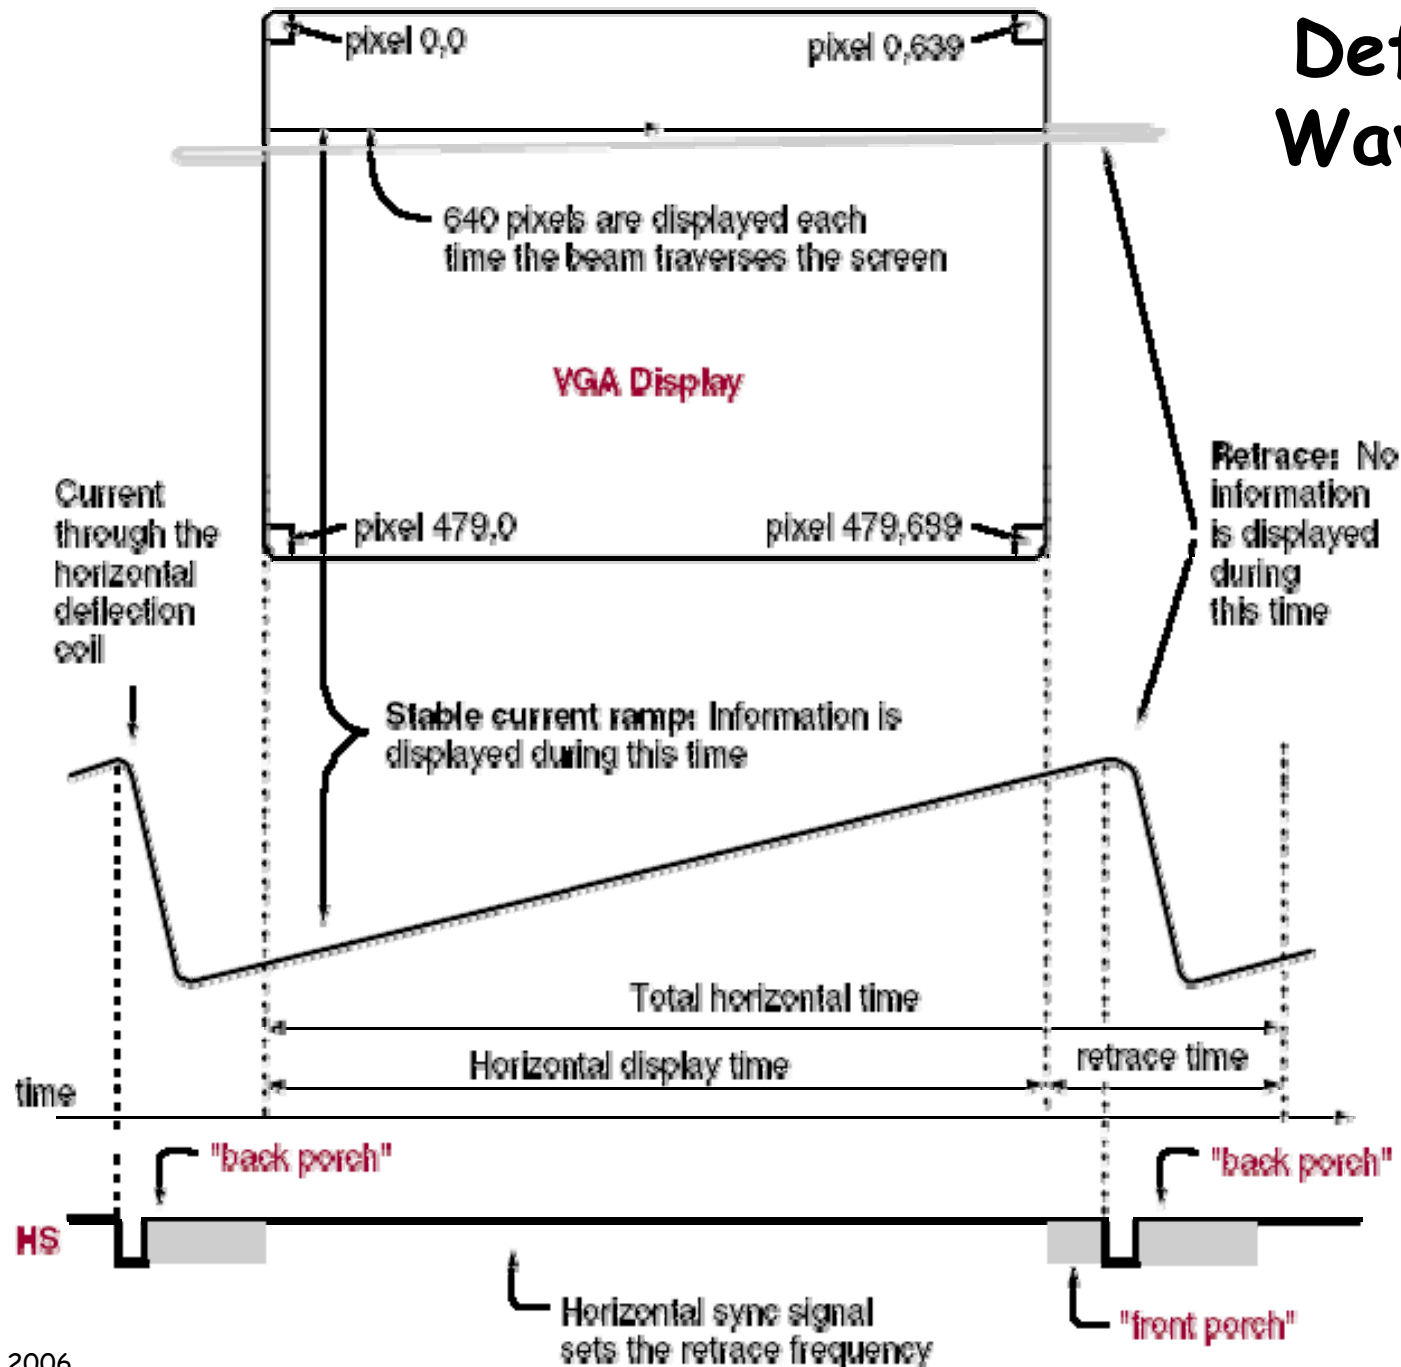 Def
Wav
pixel 0,0
pixel 0,639
640 pixels are displayed each
time the beam traverses the screen
VGA Display
Current
through the
horizontal
deflection
coil
pixel 479,0
pixel 479,699
Retrace: No
information
is displayed
during
this time
Stable current ramp: Information is
displayed during this time
Total horizontal time
Horizontal display time
retrace time
time
"back porch"
"back porch"
HS
Horizontal sync signal
sets the retrace frequency
"front porch"
2006